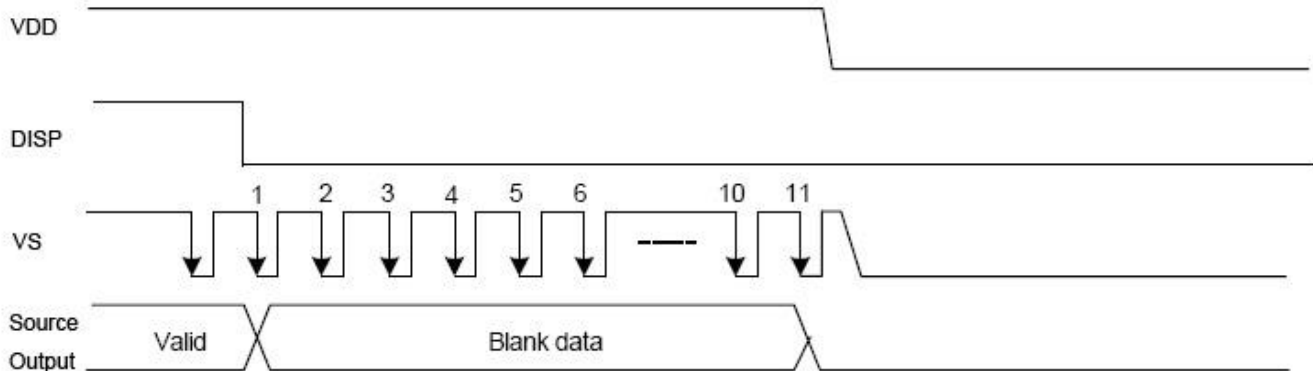 VDD
DISP
1 2 3 4 5 6 10 11
VS
Source
Valid Blank data
Output